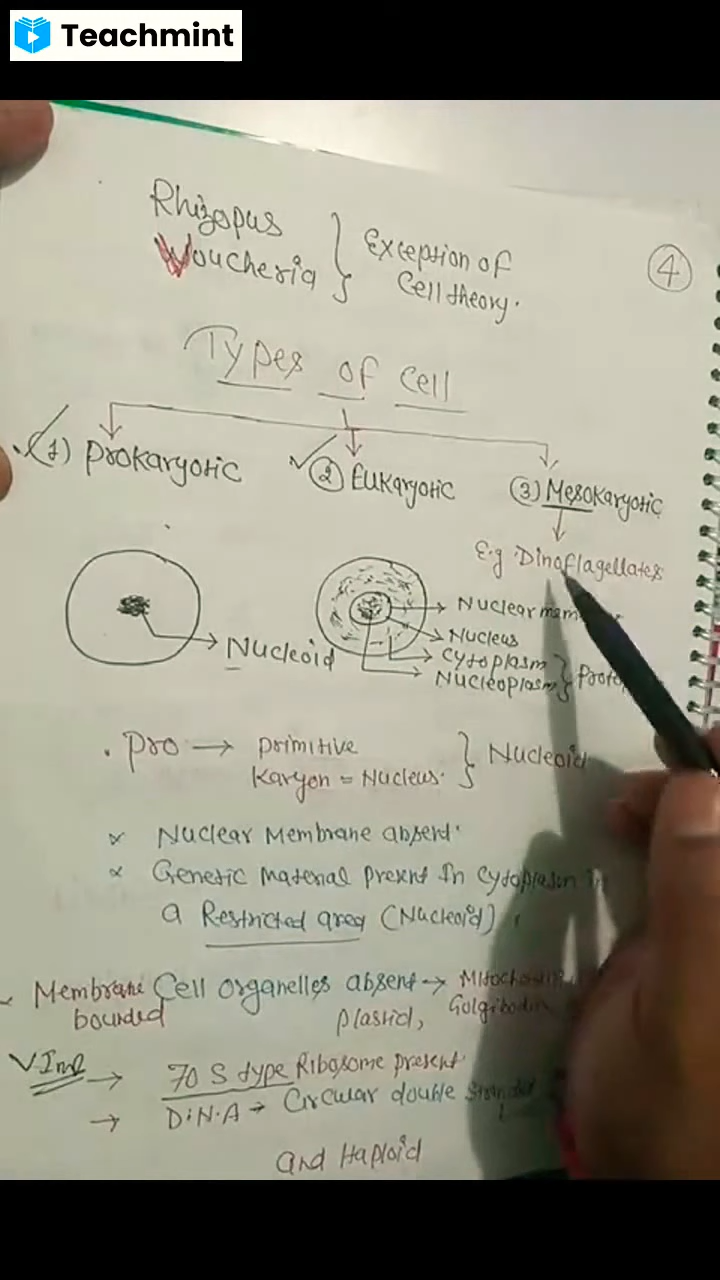 Teachmint
Rhizopus
Voucheria
Exception of
Cell theory.
4
Types of cell
(1) Prokaryotic
(2) Eukaryotic
(3) Mesokaryotic
E.g Dinoflagellates
Nucleoid
Nuclear
Nucleus
Cytoplasm
Nucleoplasm
Pro → Primitive
Karyon = Nucleus.
Nucleoid
Nuclear Membrane absent.
Genetic Material Present In Cytoplasm In
a Restricted area (Nucleoid)
Membrane Cell organelles absent →
bounded
Plastid,
V.Imp → 70 S type Ribosome present.
→ D.N.A → Circular double
and Haploid